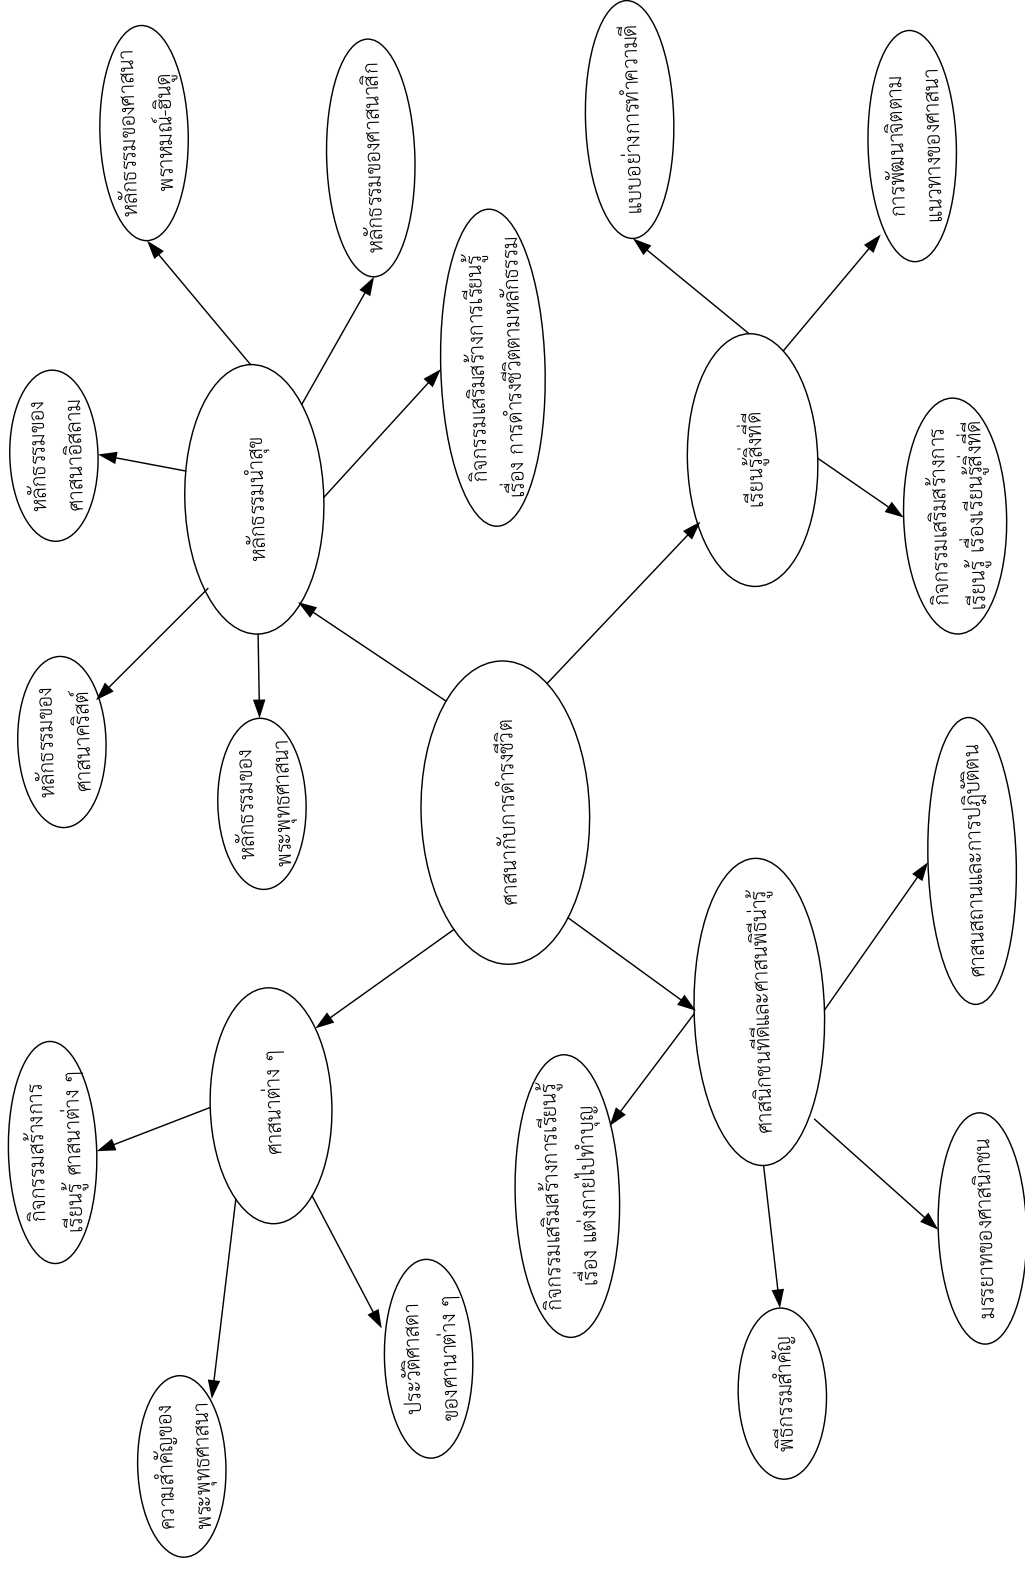 กิจกรรมสร้างการ
เรียนรู้ ศาสนาต่าง ๆ
หลักธรรมของ
ศาสนาคริสต์
หลักธรรมของ
ศาสนาอิสลาม
ความสำคัญของ
พระพุทธศาสนา
หลักธรรมของศาสนา
พราหมณ์-ฮินดู
ศาสนาต่าง ๆ
หลักธรรมของ
พระพุทธศาสนา
หลักธรรมนำสุข
หลักธรรมของศาสนาสิก
ประวัติศาสดา
ของศานาต่าง ๆ
ศาสนากับการดำรงชีวิต
กิจกรรมเสริมสร้างการเรียนรู้
เรื่อง การดำรงชีวิตตามหลักธรรม
กิจกรรมเสริมสร้างการเรียนรู้
เรื่อง แต่งกายไปทำบุญ
แบบอย่างการทำความดี
ศาสนิกชนที่ดีและศาสนพิธีน่ารู้
เรียนรู้สิ่งที่ดี
พิธีกรรมสำคัญ
การพัฒนาจิตตาม
แนวทางของศาสนา
กิจกรรมเสริมสร้างการ
เรียนรู้ เรื่องเรียนรู้สิ่งที่ดี
ศาสนสถานและการปฏิบัติตน
มรรยาทของศาสนิกชน